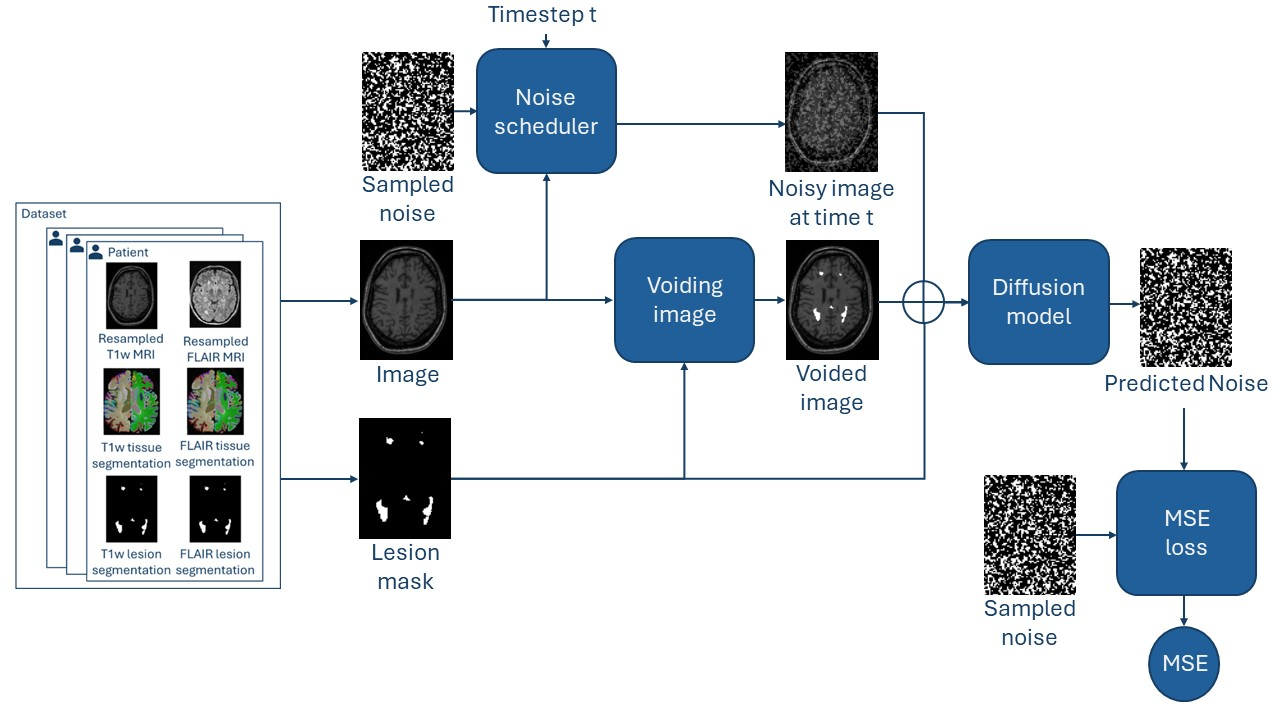 Timestep t
Noise
scheduler
Sampled
noise
Noisy image
at time t
Dataset
Patient
Resampled
T1w MRI
Resampled
FLAIR MRI
T1w tissue
segmentation
FLAIR tissue
segmentation
T1w lesion
segmentation
FLAIR lesion
segmentation
Image
Voiding
image
Voided
image
Diffusion
model
Predicted Noise
Lesion
mask
Sampled
noise
MSE
loss
MSE